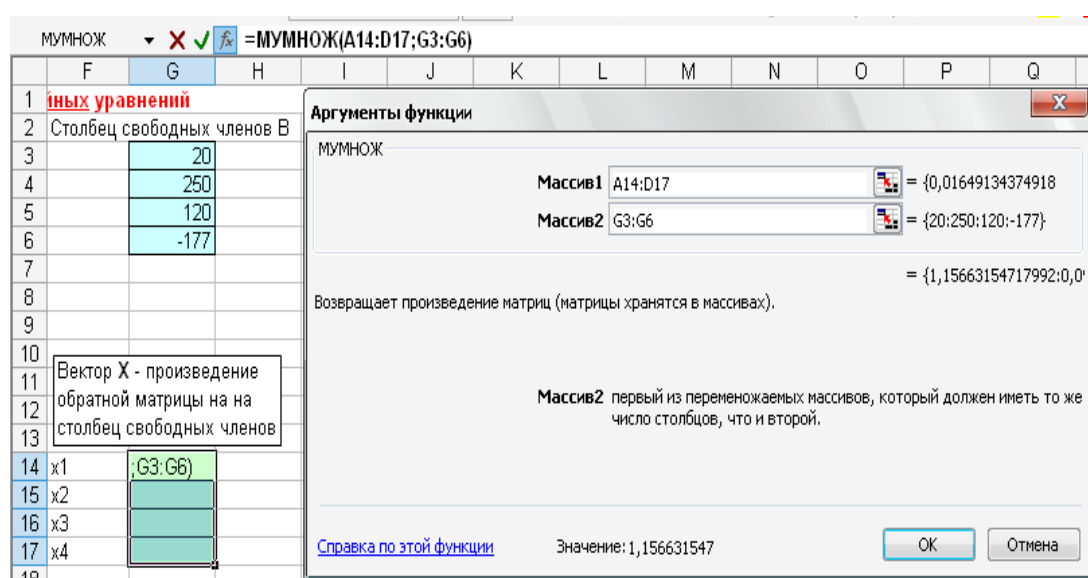 МУМНОЖ fx =МУМНОЖ(A14:D17;G3:G6)
F G H I J K L M N O P Q
1 іных уравнений
2 Столбец свободных членов В
3 20
4 250
5 120
6 -177
7
8
9
10
11
12
13
Вектор X - произведение
обратной матрицы на на
столбец свободных членов
14 x1 ;G3:G6)
15 x2
16 x3
17 x4
18
Аргументы функции
МУМНОЖ
Массив1 A14:D17 = {0,01649134374918
Массив2 G3:G6 = {20:250:120:-177}
= {1,15663154717992:0,0
Возвращает произведение матриц (матрицы хранятся в массивах).
Массив2 первый из перемножаемых массивов, который должен иметь то же
число столбцов, что и второй.
Справка по этой функции Значение: 1,156631547 OK Отмена